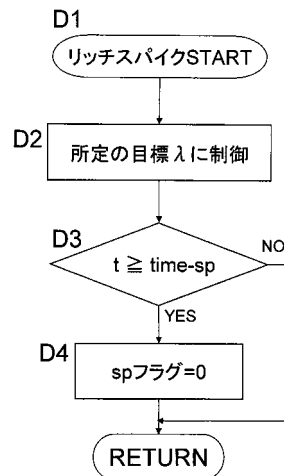 D1
リッチスパイクSTART
D2
所定の目標λに制御
D3
t ≧ time-sp
NO
YES
D4
spフラグ=0
RETURN